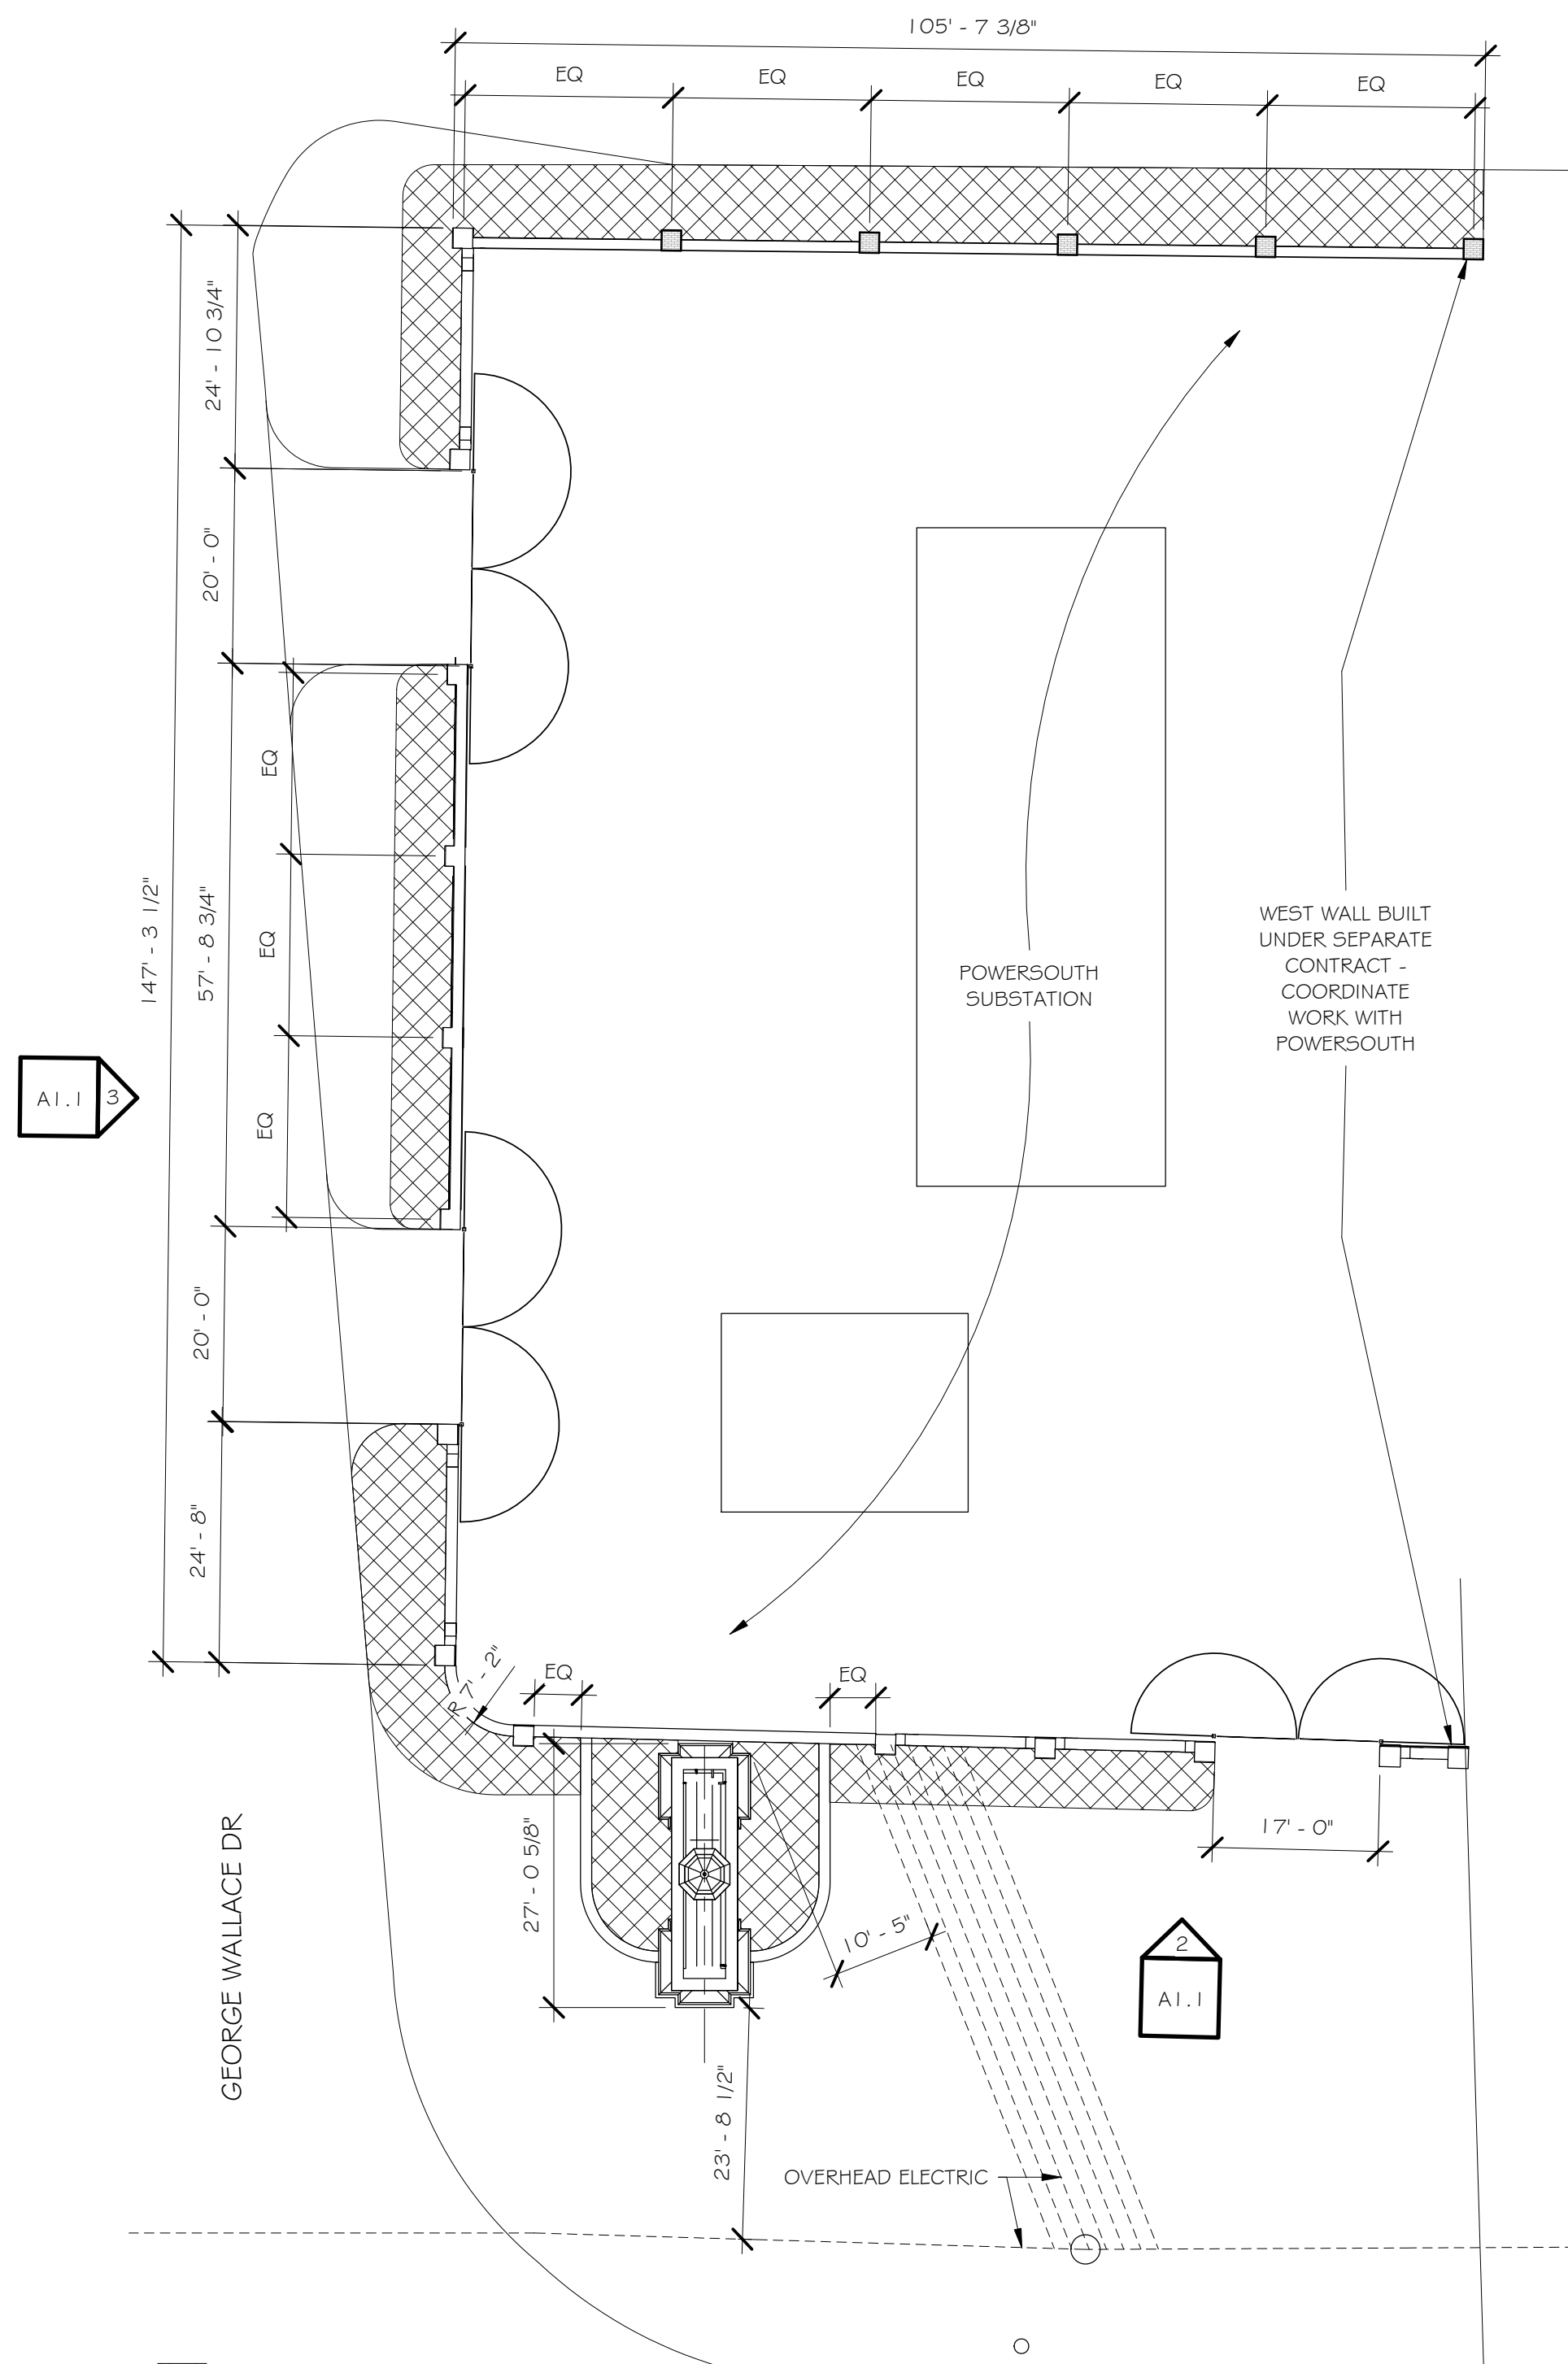 105' - 7 3/8"
EQ EQ EQ EQ EQ
24' - 10 3/4"
20' - 0"
EQ
147' - 3 1/2"
57' - 8 3/4"
EQ
WEST WALL BUILT
UNDER SEPARATE
CONTRACT -
COORDINATE
WORK WITH
POWERSOUTH
POWERSOUTH
SUBSTATION
A1.1 3
EQ
20' - 0"
24' - 8"
R 7' - 2"
EQ
EQ
27' - 0 5/8"
17' - 0"
GEORGE WALLACE DR
10' - 5"
2
A1.1
23' - 8 1/2"
OVERHEAD ELECTRIC